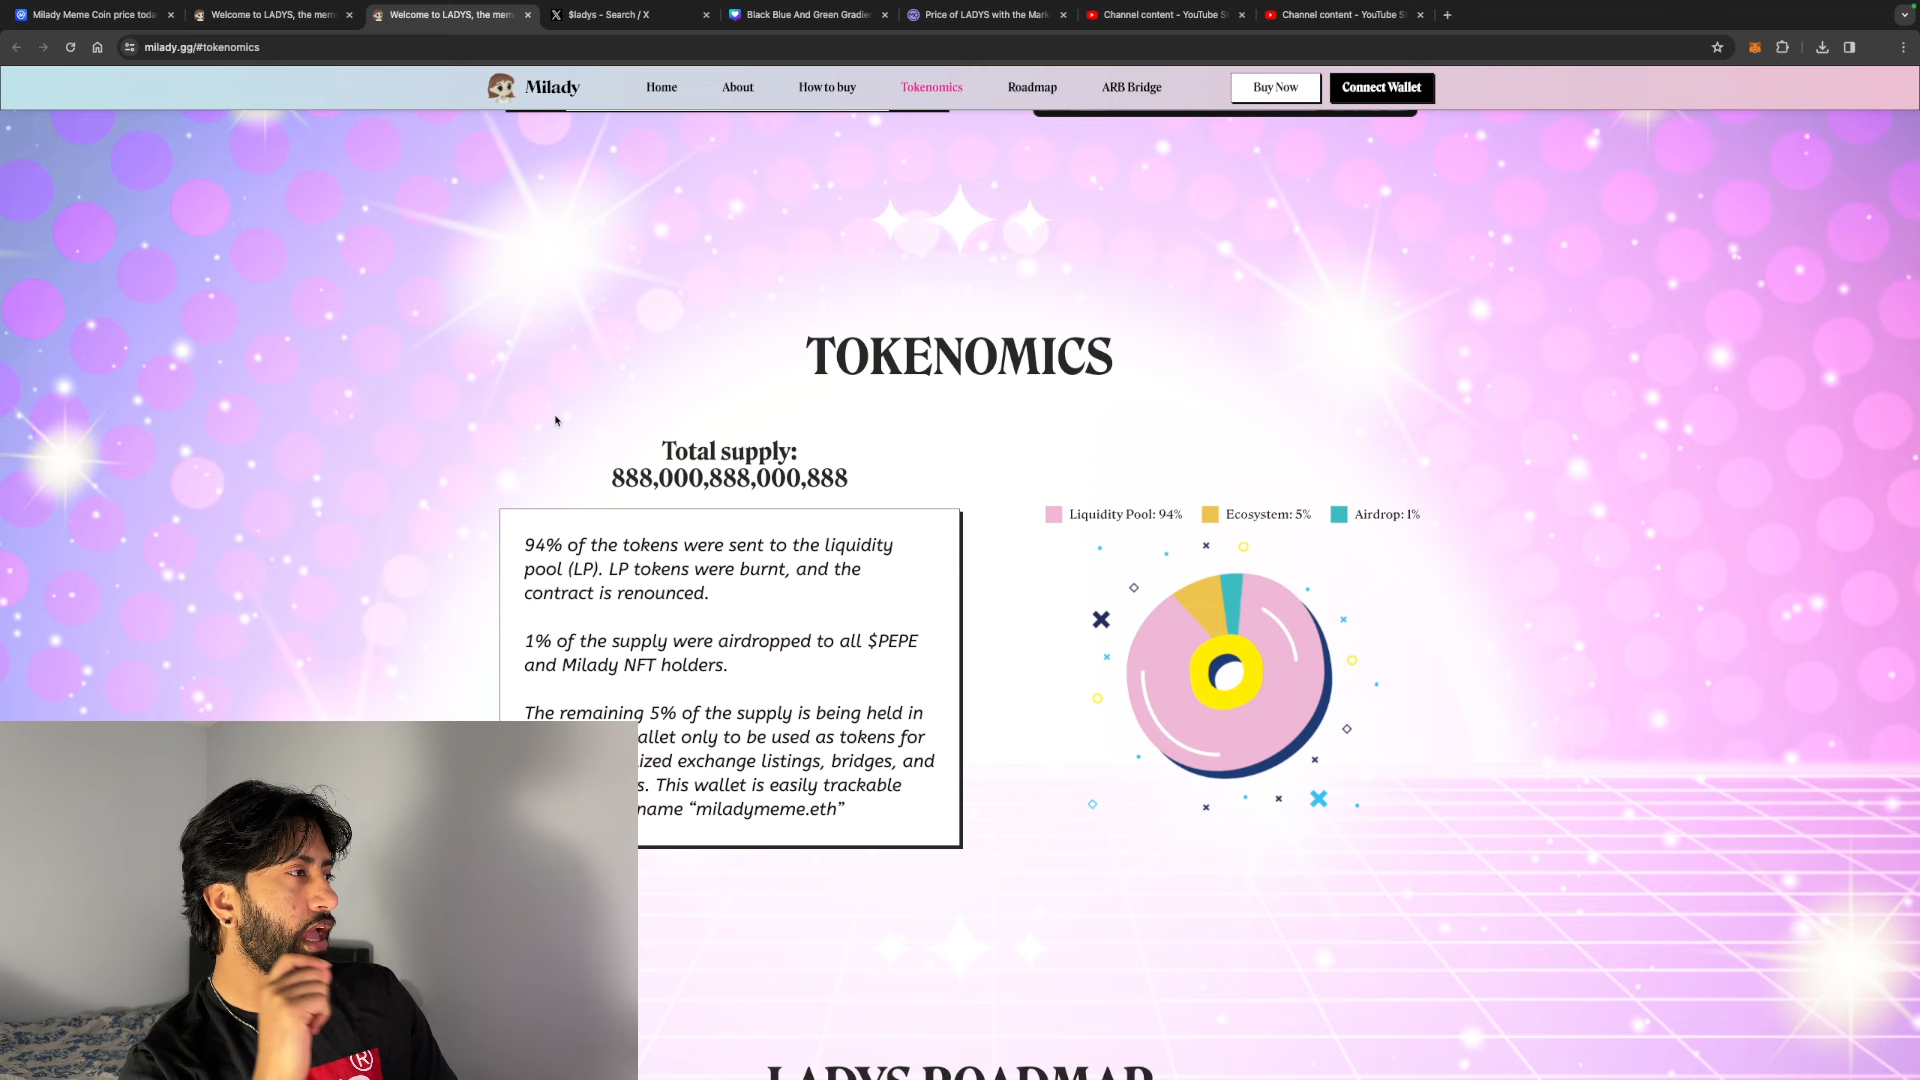 Milady Meme Coin price toda
Welcome to LADYS, the mem
Welcome to LADYS, the mem
$ladys - Search / X
Black Blue And Green Gradie
Price of LADYS with the Mark
Channel content - YouTube S
Channel content - YouTube S
milady.gg/#tokenomics
Milady
Home
About
How to buy
Tokenomics
Roadmap
ARB Bridge
Buy Now
Connect Wallet
TOKENOMICS
Total supply:
888,000,888,000,888
94% of the tokens were sent to the liquidity
pool (LP). LP tokens were burnt, and the
contract is renounced.
1% of the supply were airdropped to all $PEPE
and Milady NFT holders.
The remaining 5% of the supply is being held in
allet only to be used as tokens for
ized exchange listings, bridges, and
s. This wallet is easily trackable
name “miladymeme.eth”
Liquidity Pool: 94%
Ecosystem: 5%
Airdrop: 1%
LADYS ROADMAP
®